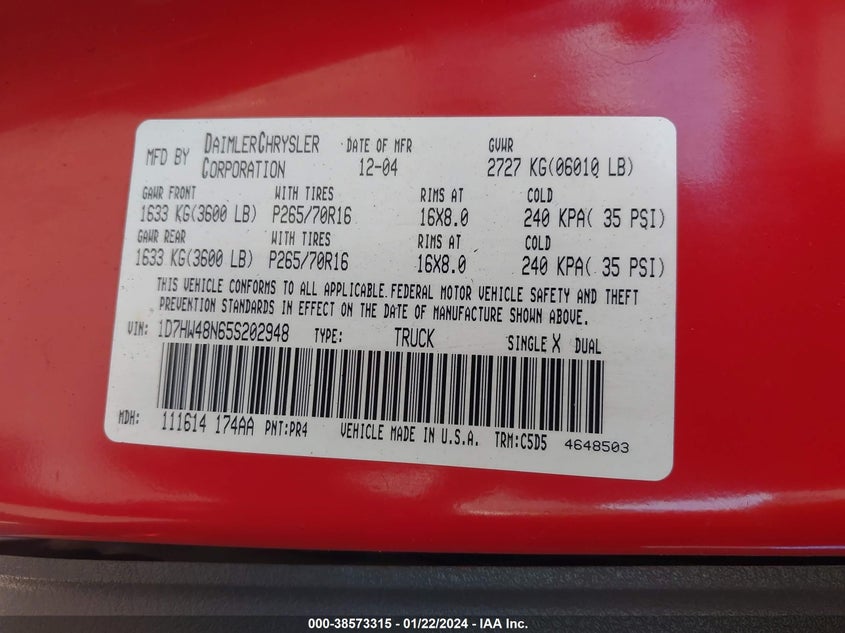 MFD BY DAIMLERCHRYSLER CORPORATION DATE OF MFR 12-04 GVWR 2727 KG(06010 LB)
GAWR FRONT WITH TIRES RIMS AT COLD
1633 KG(3600 LB) P265/70R16 16X8.0 240 KPA( 35 PSI)
GAWR REAR WITH TIRES RIMS AT COLD
1633 KG(3600 LB) P265/70R16 16X8.0 240 KPA( 35 PSI)
THIS VEHICLE CONFORMS TO ALL APPLICABLE FEDERAL MOTOR VEHICLE SAFETY AND THEFT
PREVENTION STANDARDS IN EFFECT ON THE DATE OF MANUFACTURE SHOWN ABOVE.
VIN: 1D7HW48N65S202948 TYPE: TRUCK SINGLE X DUAL
MDH: 111614 174AA PNT:PR4 VEHICLE MADE IN U.S.A. TRM:C5D5 4648503
000-38573315 - 01/22/2024 - IAA Inc.